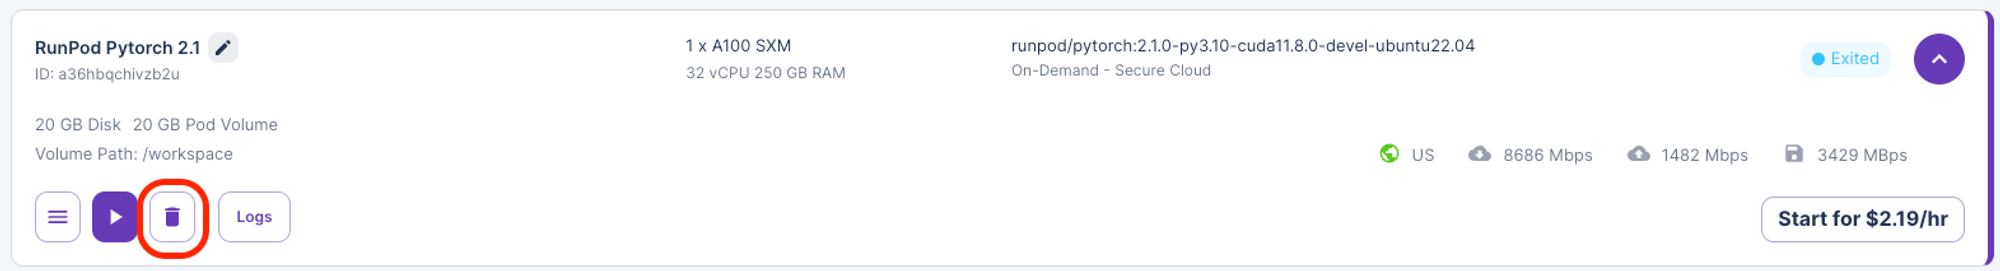 RunPod Pytorch 2.1
ID: a36hbqchivzb2u
1 x A100 SXM
32 vCPU 250 GB RAM
runpod/pytorch:2.1.0-py3.10-cuda11.8.0-devel-ubuntu22.04
On-Demand - Secure Cloud
Exited
20 GB Disk 20 GB Pod Volume
Volume Path: /workspace
US 8686 Mbps 1482 Mbps 3429 MBps
Logs
Start for $2.19/hr